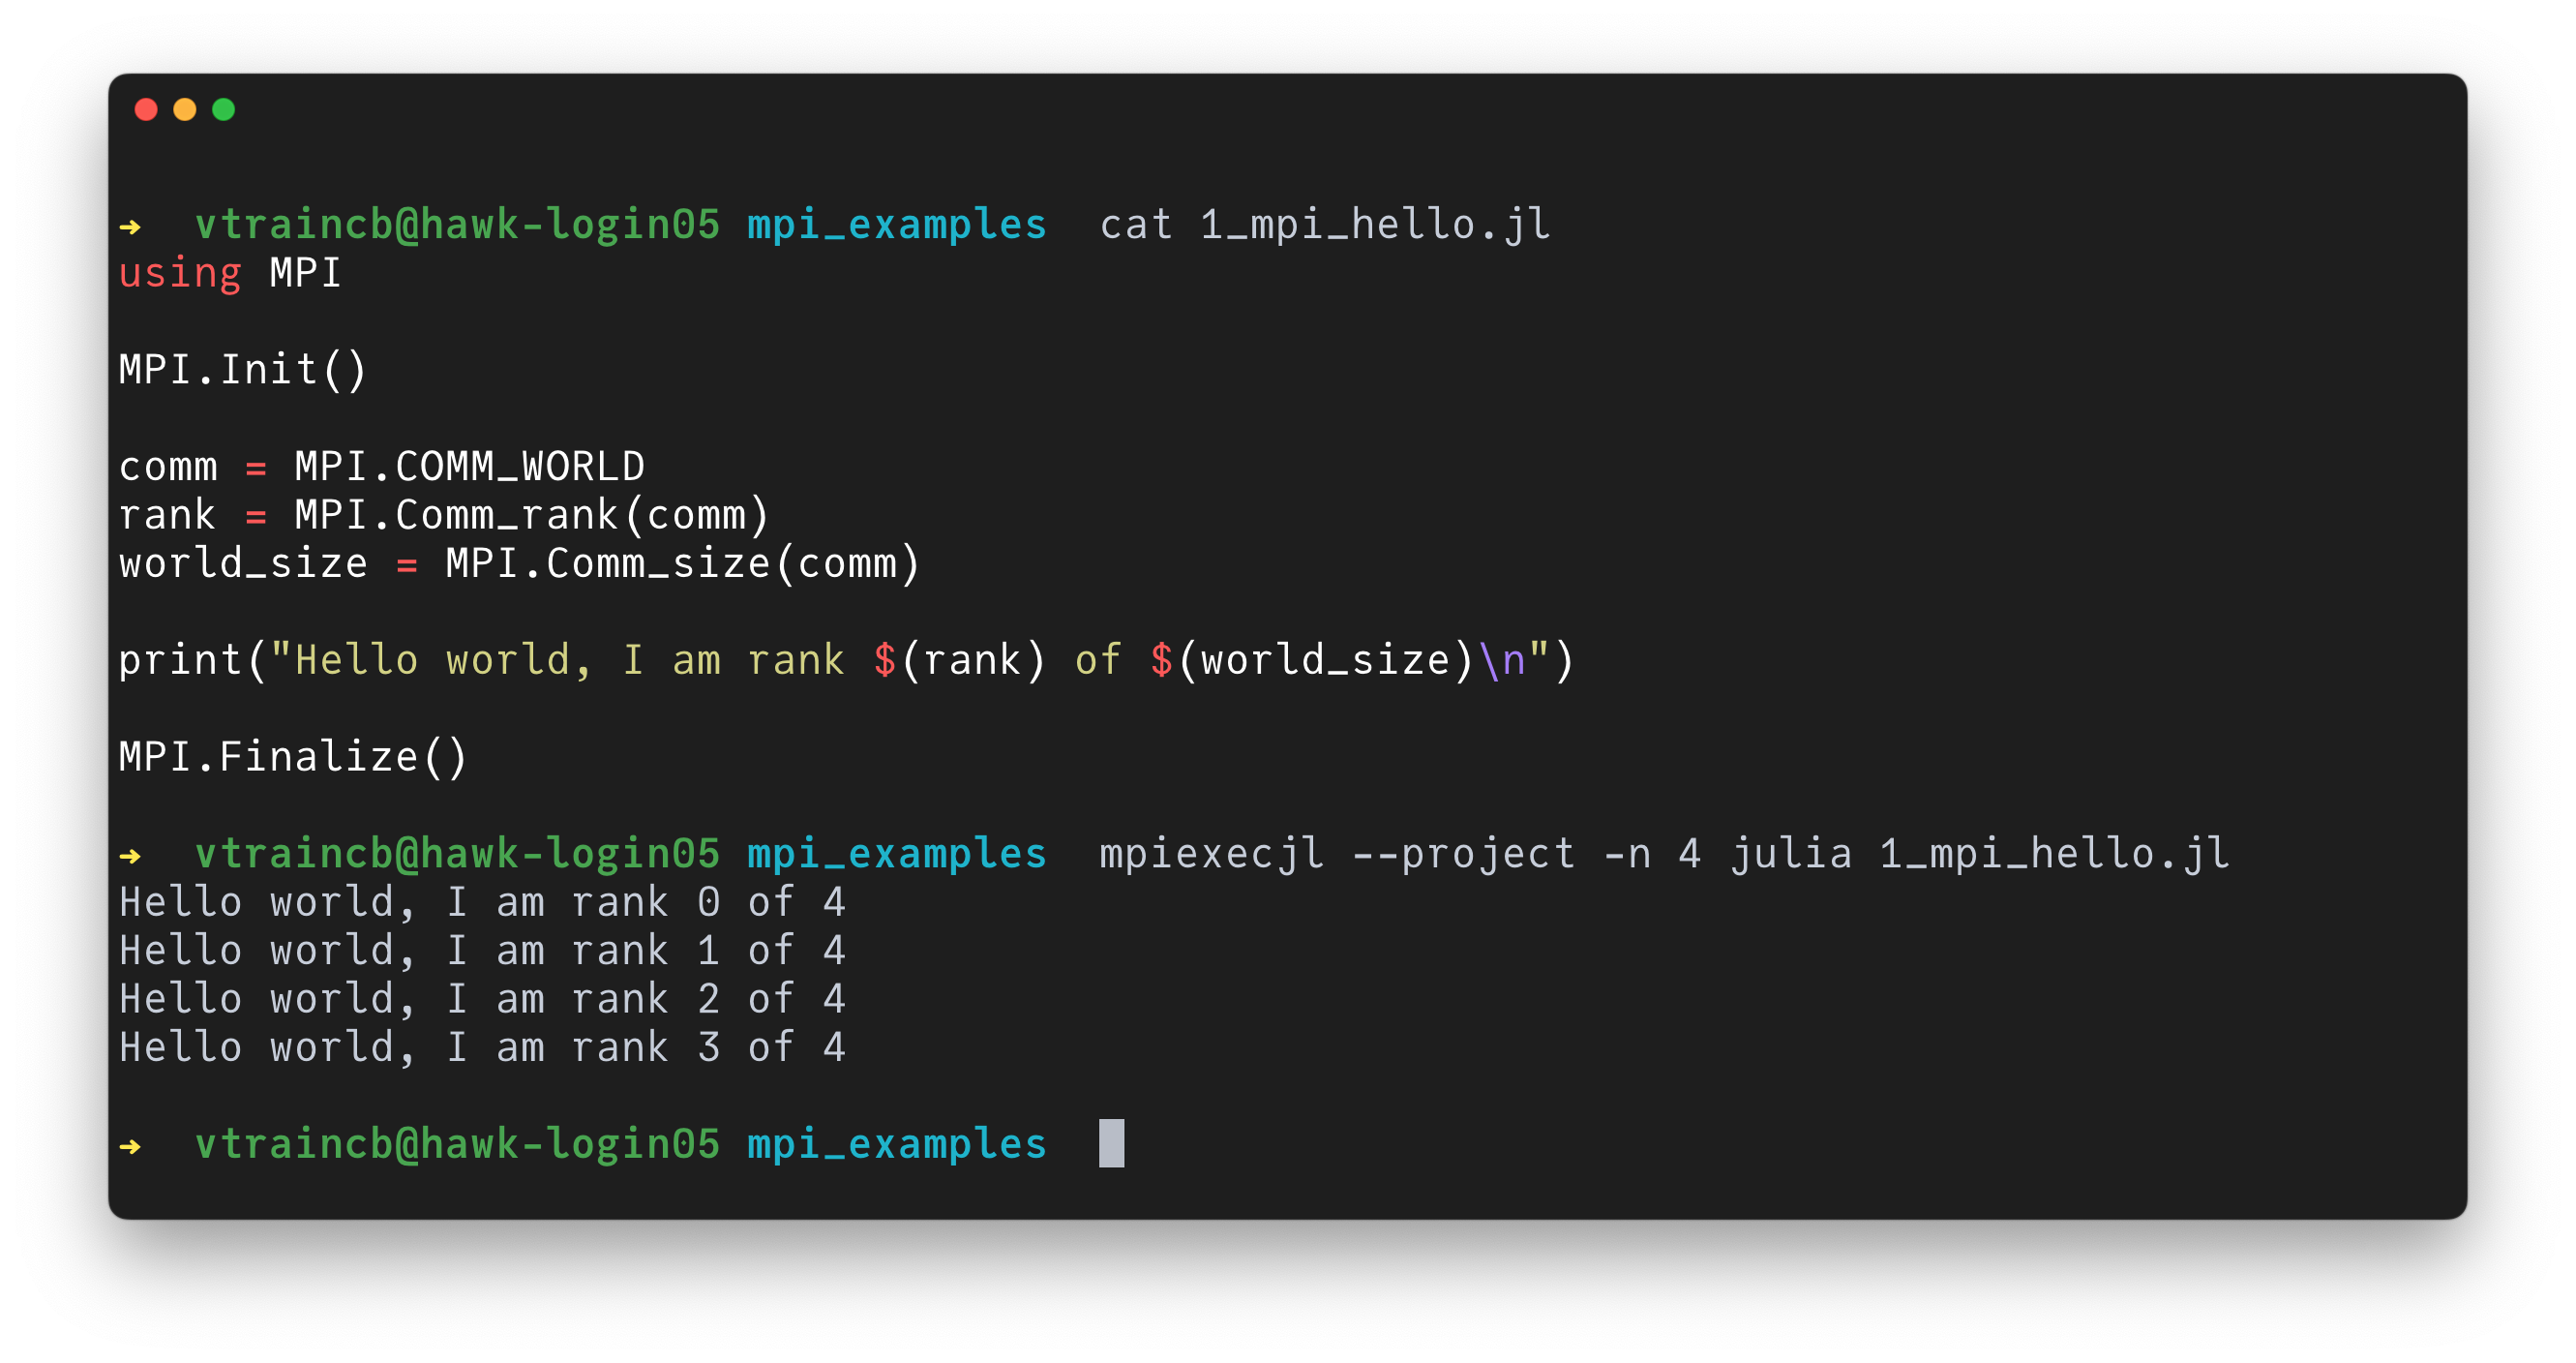 ➜  vtraincb@hawk-login05 mpi_examples  cat 1_mpi_hello.jl
using MPI
MPI.Init()
comm = MPI.COMM_WORLD
rank = MPI.Comm_rank(comm)
world_size = MPI.Comm_size(comm)
print("Hello world, I am rank $(rank) of $(world_size)\n")
MPI.Finalize()
➜  vtraincb@hawk-login05 mpi_examples  mpiexecjl --project -n 4 julia 1_mpi_hello.jl
Hello world, I am rank 0 of 4
Hello world, I am rank 1 of 4
Hello world, I am rank 2 of 4
Hello world, I am rank 3 of 4
➜  vtraincb@hawk-login05 mpi_examples